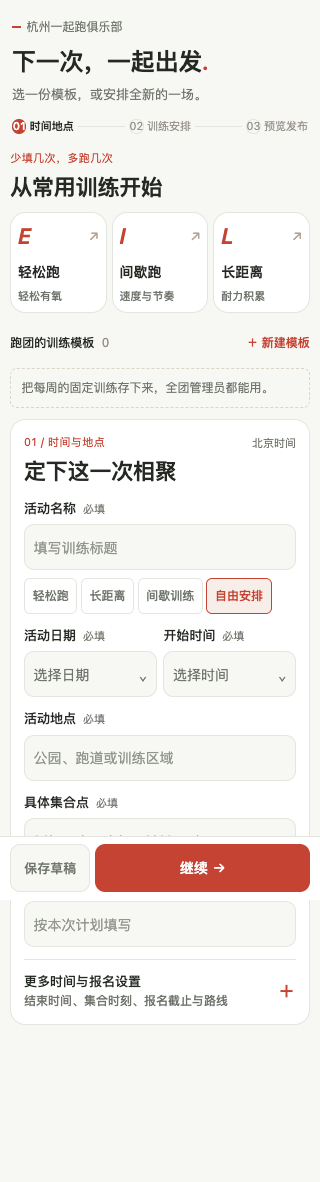 杭州一起跑俱乐部
下一次，一起出发.
选一份模板，或安排全新的一场。
01 时间地点 02 训练安排 03 预览发布
少填几次，多跑几次
从常用训练开始
E ↗ I ↗ L ↗
轻松跑 间歇跑 长距离
轻松有氧 速度与节奏 耐力积累
跑团的训练模板 0 + 新建模板
把每周的固定训练存下来，全团管理员都能用。
01 / 时间与地点 北京时间
定下这一次相聚
活动名称 必填
填写训练标题
轻松跑 长距离 间歇训练 自由安排
活动日期 必填 开始时间 必填
选择日期 选择时间
活动地点 必填
公园、跑道或训练区域
具体集合点 必填
保存草稿 继续 →
按本次计划填写
更多时间与报名设置 +
结束时间、集合时刻、报名截止与路线